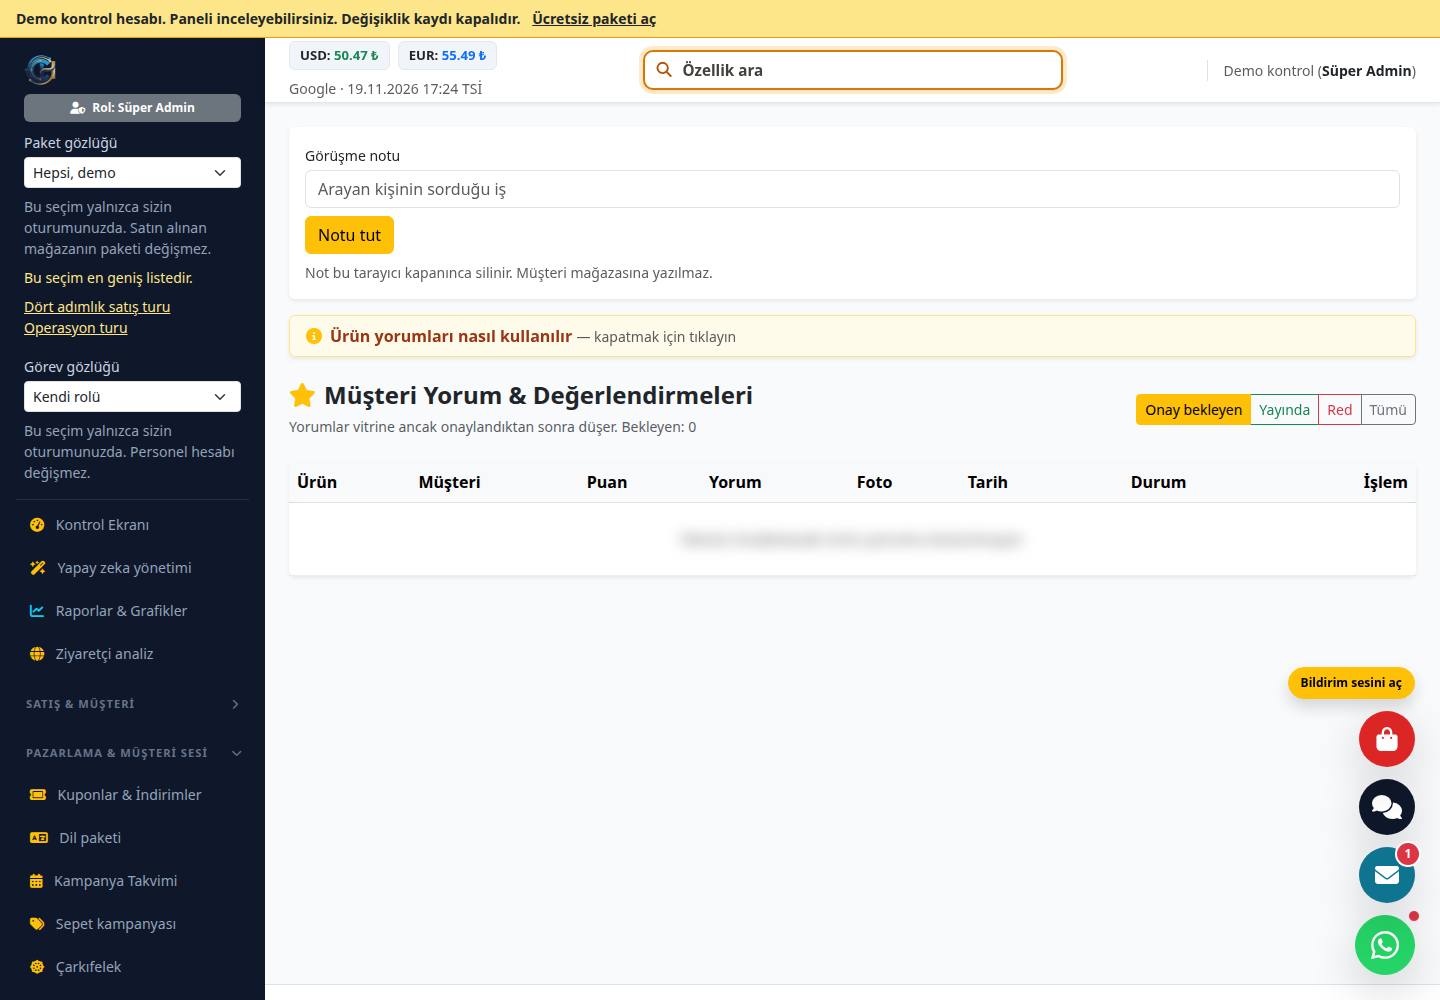 Demo kontrol hesabı. Paneli inceleyebilirsiniz. Değişiklik kaydı kapalıdır. Ücretsiz paketi aç
Rol: Süper Admin
Paket gözlüğü
Hepsi, demo
Bu seçim yalnızca sizin
oturumunuzda. Satın alınan
mağazanın paketi değişmez.
Bu seçim en geniş listedir.
Dört adımlık satış turu
Operasyon turu
Görev gözlüğü
Kendi rolü
Bu seçim yalnızca sizin
oturumunuzda. Personel hesabı
değişmez.
Kontrol Ekranı
Yapay zeka yönetimi
Raporlar & Grafikler
Ziyaretçi analiz
SATIŞ & MÜŞTERİ
PAZARLAMA & MÜŞTERİ SESİ
Kuponlar & İndirimler
Dil paketi
Kampanya Takvimi
Sepet kampanyası
Çarkıfelek
USD: 50.47 ₺ EUR: 55.49 ₺
Google · 19.11.2026 17:24 TSİ
Özellik ara
Demo kontrol (Süper Admin)
Görüşme notu
Arayan kişinin sorduğu iş
Notu tut
Not bu tarayıcı kapanınca silinir. Müşteri mağazasına yazılmaz.
Ürün yorumları nasıl kullanılır — kapatmak için tıklayın
Müşteri Yorum & Değerlendirmeleri
Yorumlar vitrine ancak onaylandıktan sonra düşer. Bekleyen: 0
Onay bekleyen Yayında Red Tümü
Ürün Müşteri Puan Yorum Foto Tarih Durum İşlem
Bildirim sesini aç
1